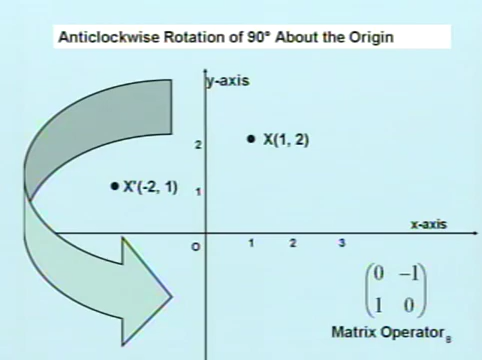 Anticlockwise Rotation of 90° About the Origin
y-axis
2
X(1, 2)
X'(-2, 1)
1
x-axis
O
1
2
3
0 −1
1 0
Matrix Operator
8